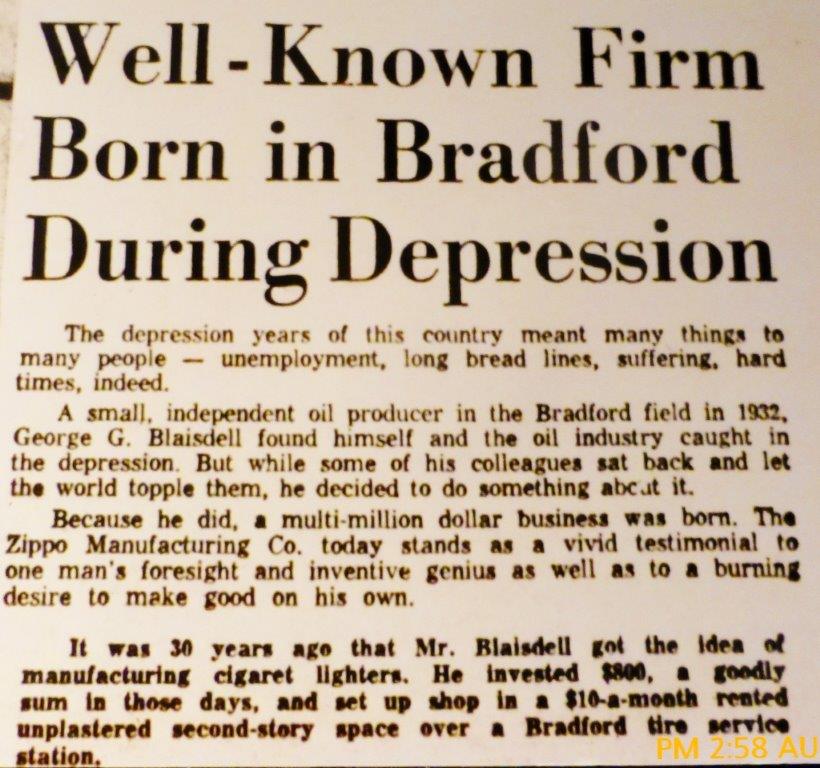 Well-Known Firm
Born in Bradford
During Depression
The depression years of this country meant many things to
many people — unemployment, long bread lines, suffering, hard
times, indeed.
A small, independent oil producer in the Bradford field in 1932,
George G. Blaisdell found himself and the oil industry caught in
the depression. But while some of his colleagues sat back and let
the world topple them, he decided to do something about it.
Because he did, a multi-million dollar business was born. The
Zippo Manufacturing Co. today stands as a vivid testimonial to
one man's foresight and inventive genius as well as to a burning
desire to make good on his own.
It was 30 years ago that Mr. Blaisdell got the idea of
manufacturing cigaret lighters. He invested $800, a goodly
sum in those days, and set up shop in a $10-a-month rented
unplastered second-story space over a Bradford tire service
station.
PM 2:58 AU